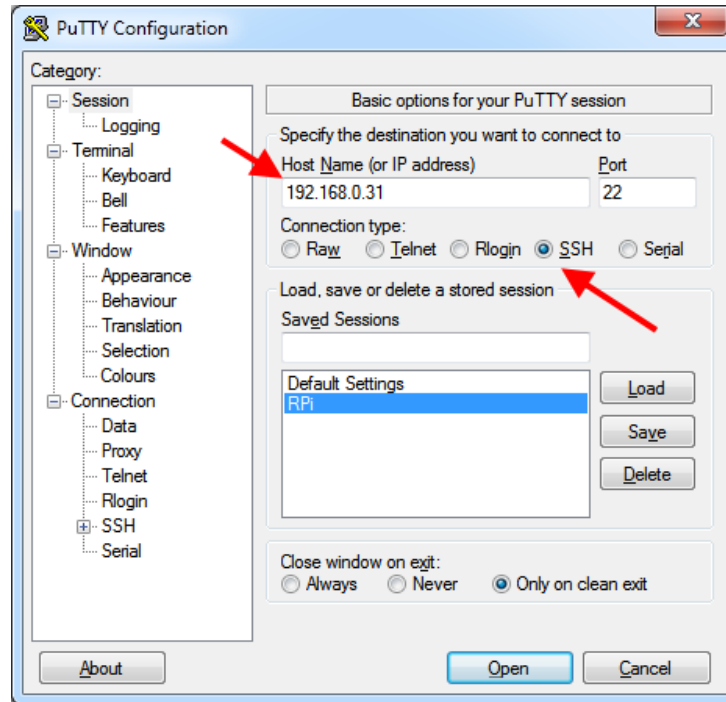 PuTTY Configuration
Category:
Session
Logging
Terminal
Keyboard
Bell
Features
Window
Appearance
Behaviour
Translation
Selection
Colours
Connection
Data
Proxy
Telnet
Rlogin
SSH
Serial
Basic options for your PuTTY session
Specify the destination you want to connect to
Host Name (or IP address) Port
192.168.0.31 22
Connection type:
Raw Telnet Rlogin SSH Serial
Load, save or delete a stored session
Saved Sessions
Default Settings
RPi
Load
Save
Delete
Close window on exit:
Always Never Only on clean exit
About Open Cancel